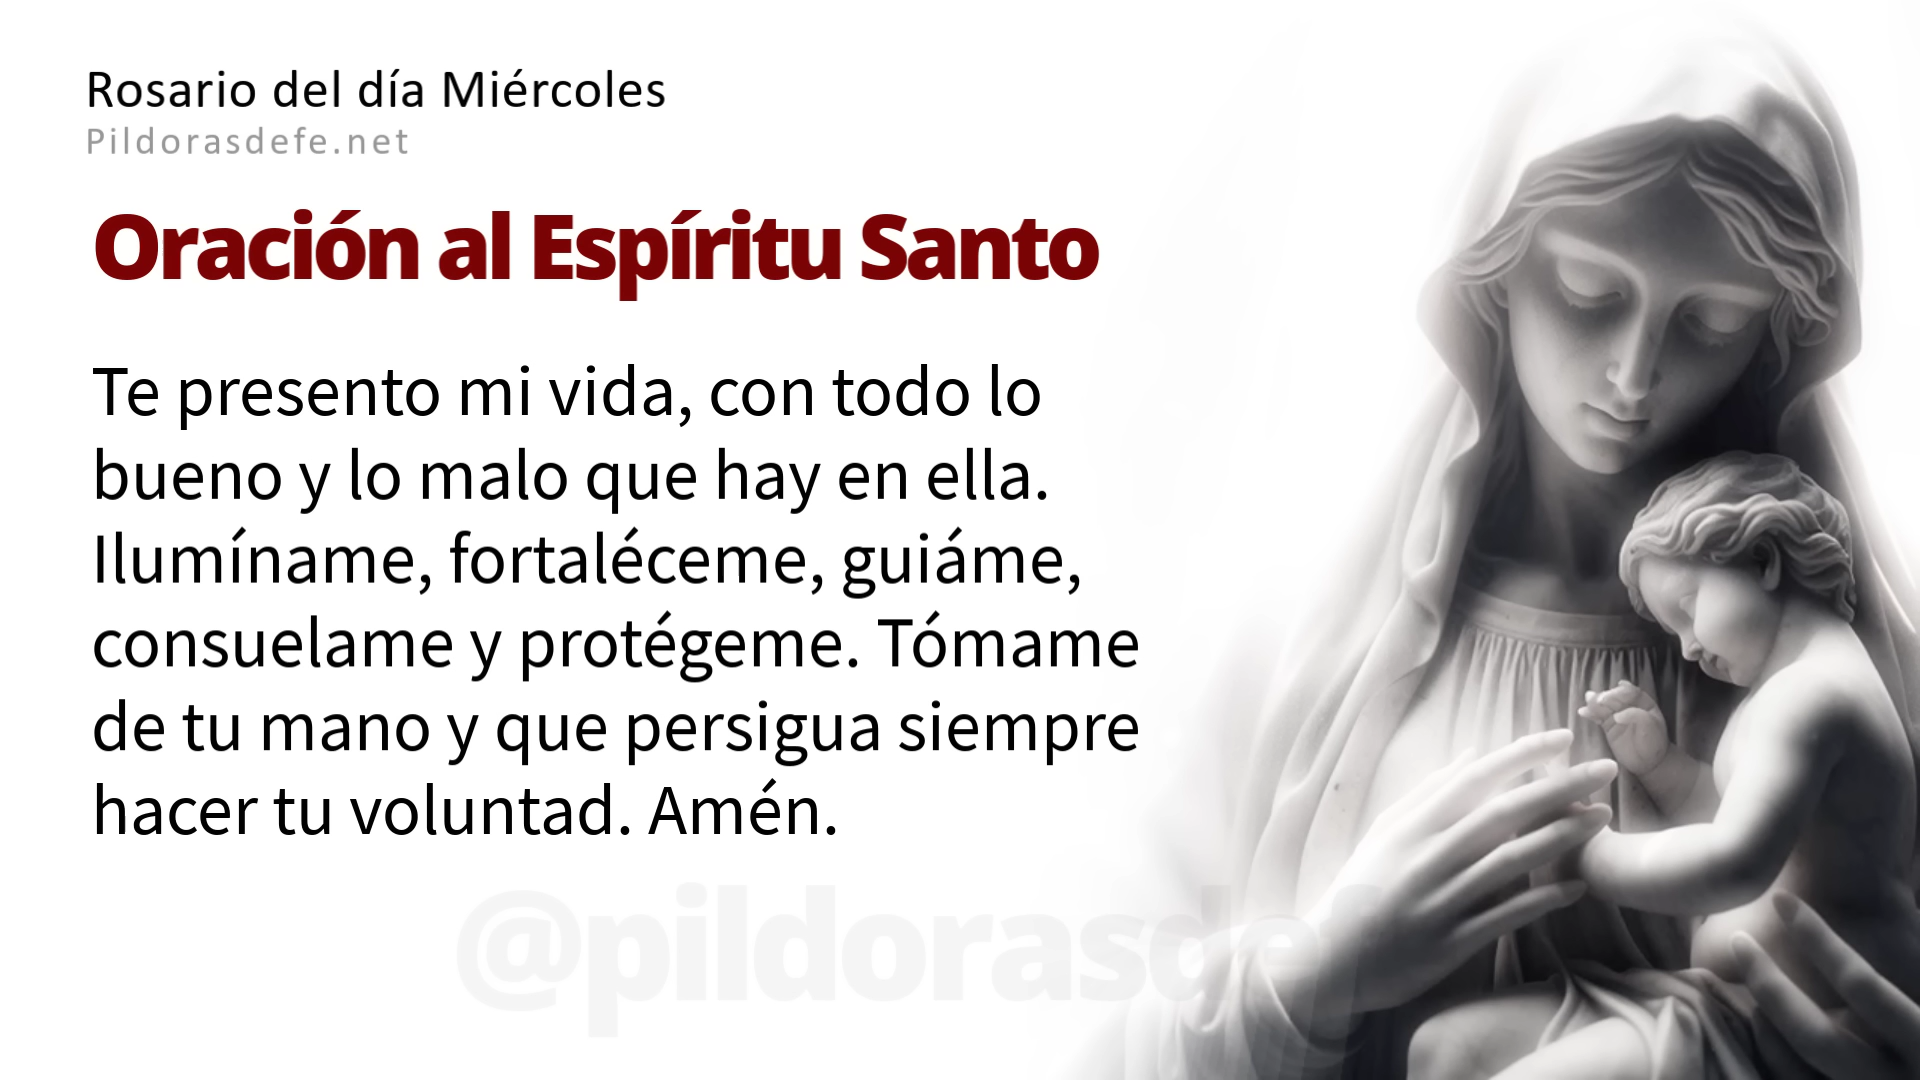 Rosario del día Miércoles
Pildorasdefe.net
Oración al Espíritu Santo
Te presento mi vida, con todo lo
bueno y lo malo que hay en ella.
Ilumíname, fortaléceme, guiáme,
consuelame y protégeme. Tómame
de tu mano y que persigua siempre
hacer tu voluntad. Amén.
@pildorasdef